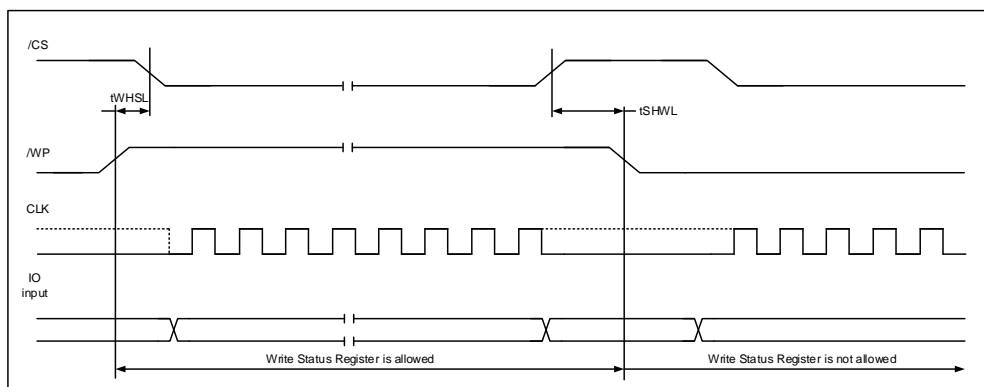 /CS
tWHSL
tSHWL
/WP
CLK
IO
input
Write Status Register is allowed
Write Status Register is not allowed